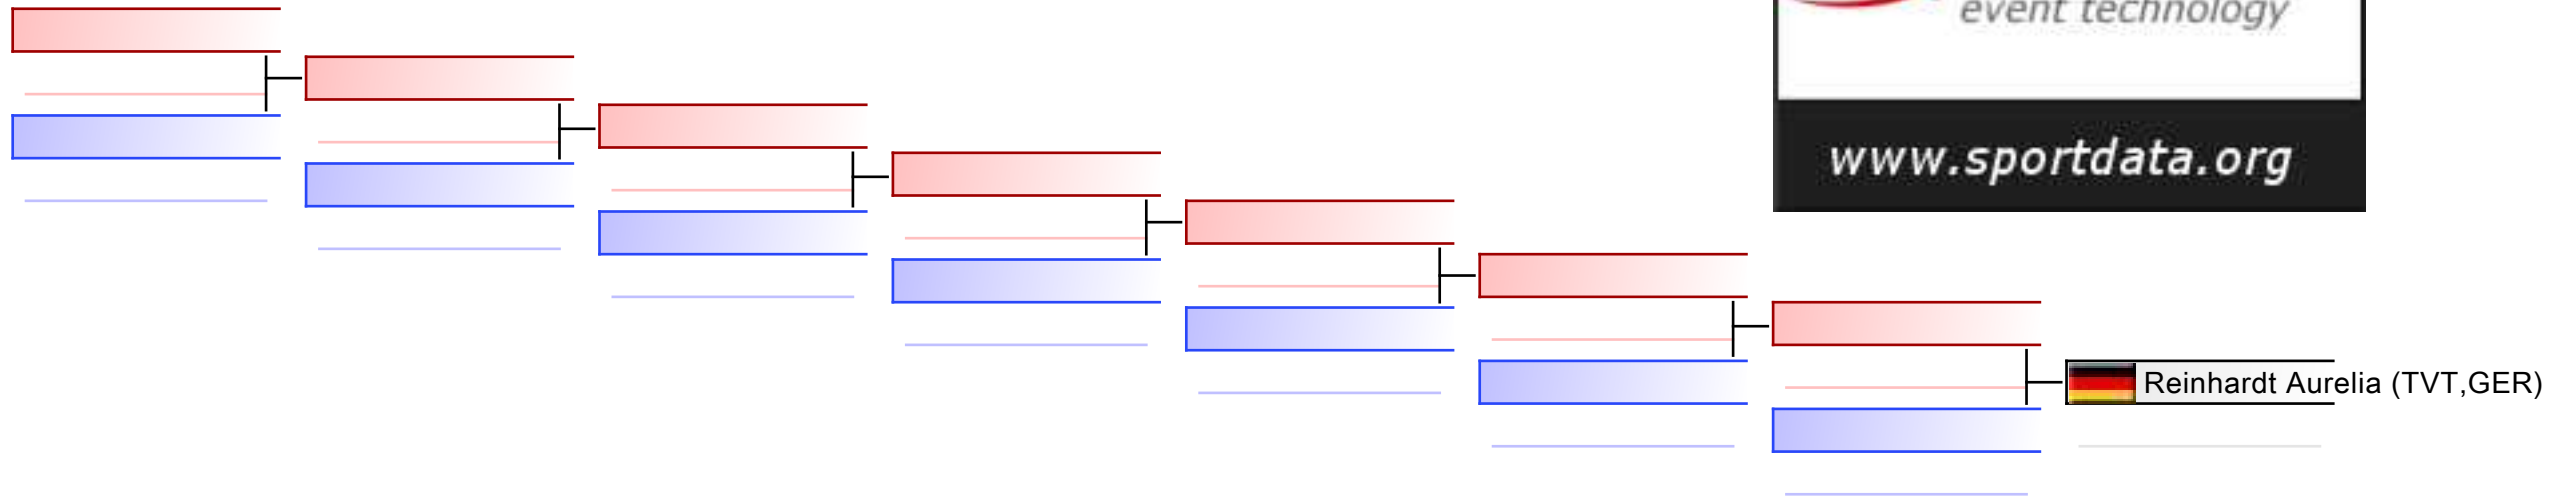 event technology
www.sportdata.org
Reinhardt Aurelia (TVT,GER)